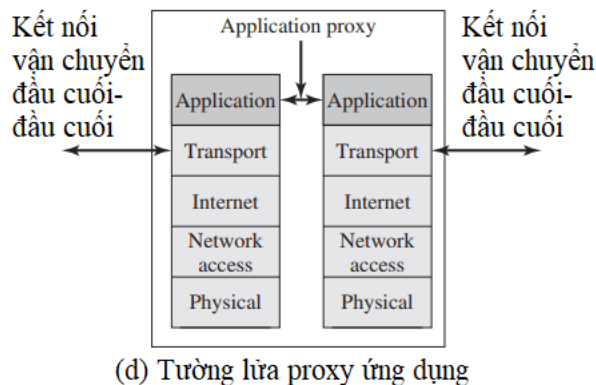 Kết nối
vận chuyển
đầu cuối-
đầu cuối
Application proxy
Kết nối
vận chuyển
đầu cuối-
đầu cuối
Application
Transport
Internet
Network
access
Physical
Application
Transport
Internet
Network
access
Physical
(d) Tường lửa proxy ứng dụng